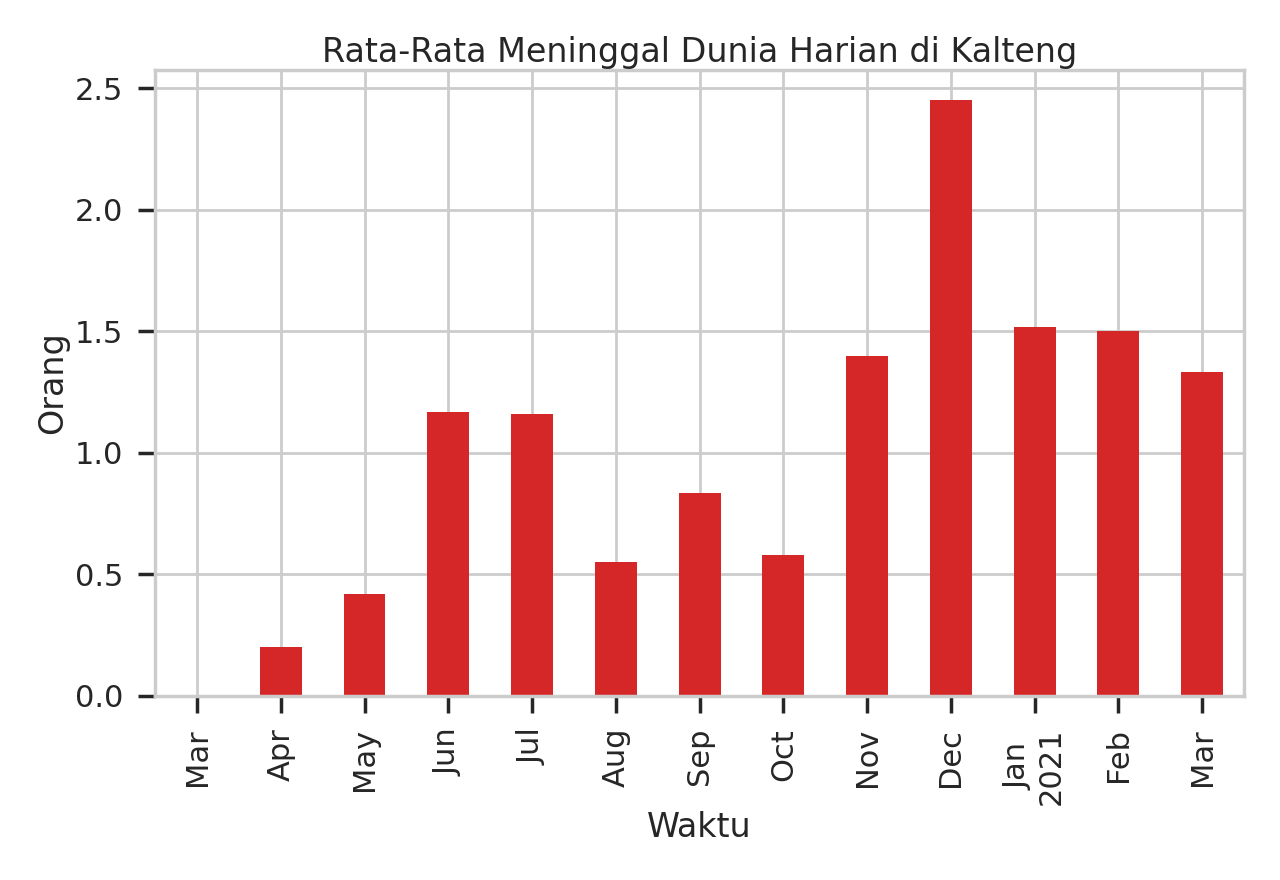 Rata-Rata Meninggal Dunia Harian di Kalteng
2.5
2.0
1.5
1.0
0.5
0.0
Orang
Mar
Apr
May
Jun
Jul
Aug
Sep
Oct
Nov
Dec
Jan
2021
Feb
Mar
Waktu